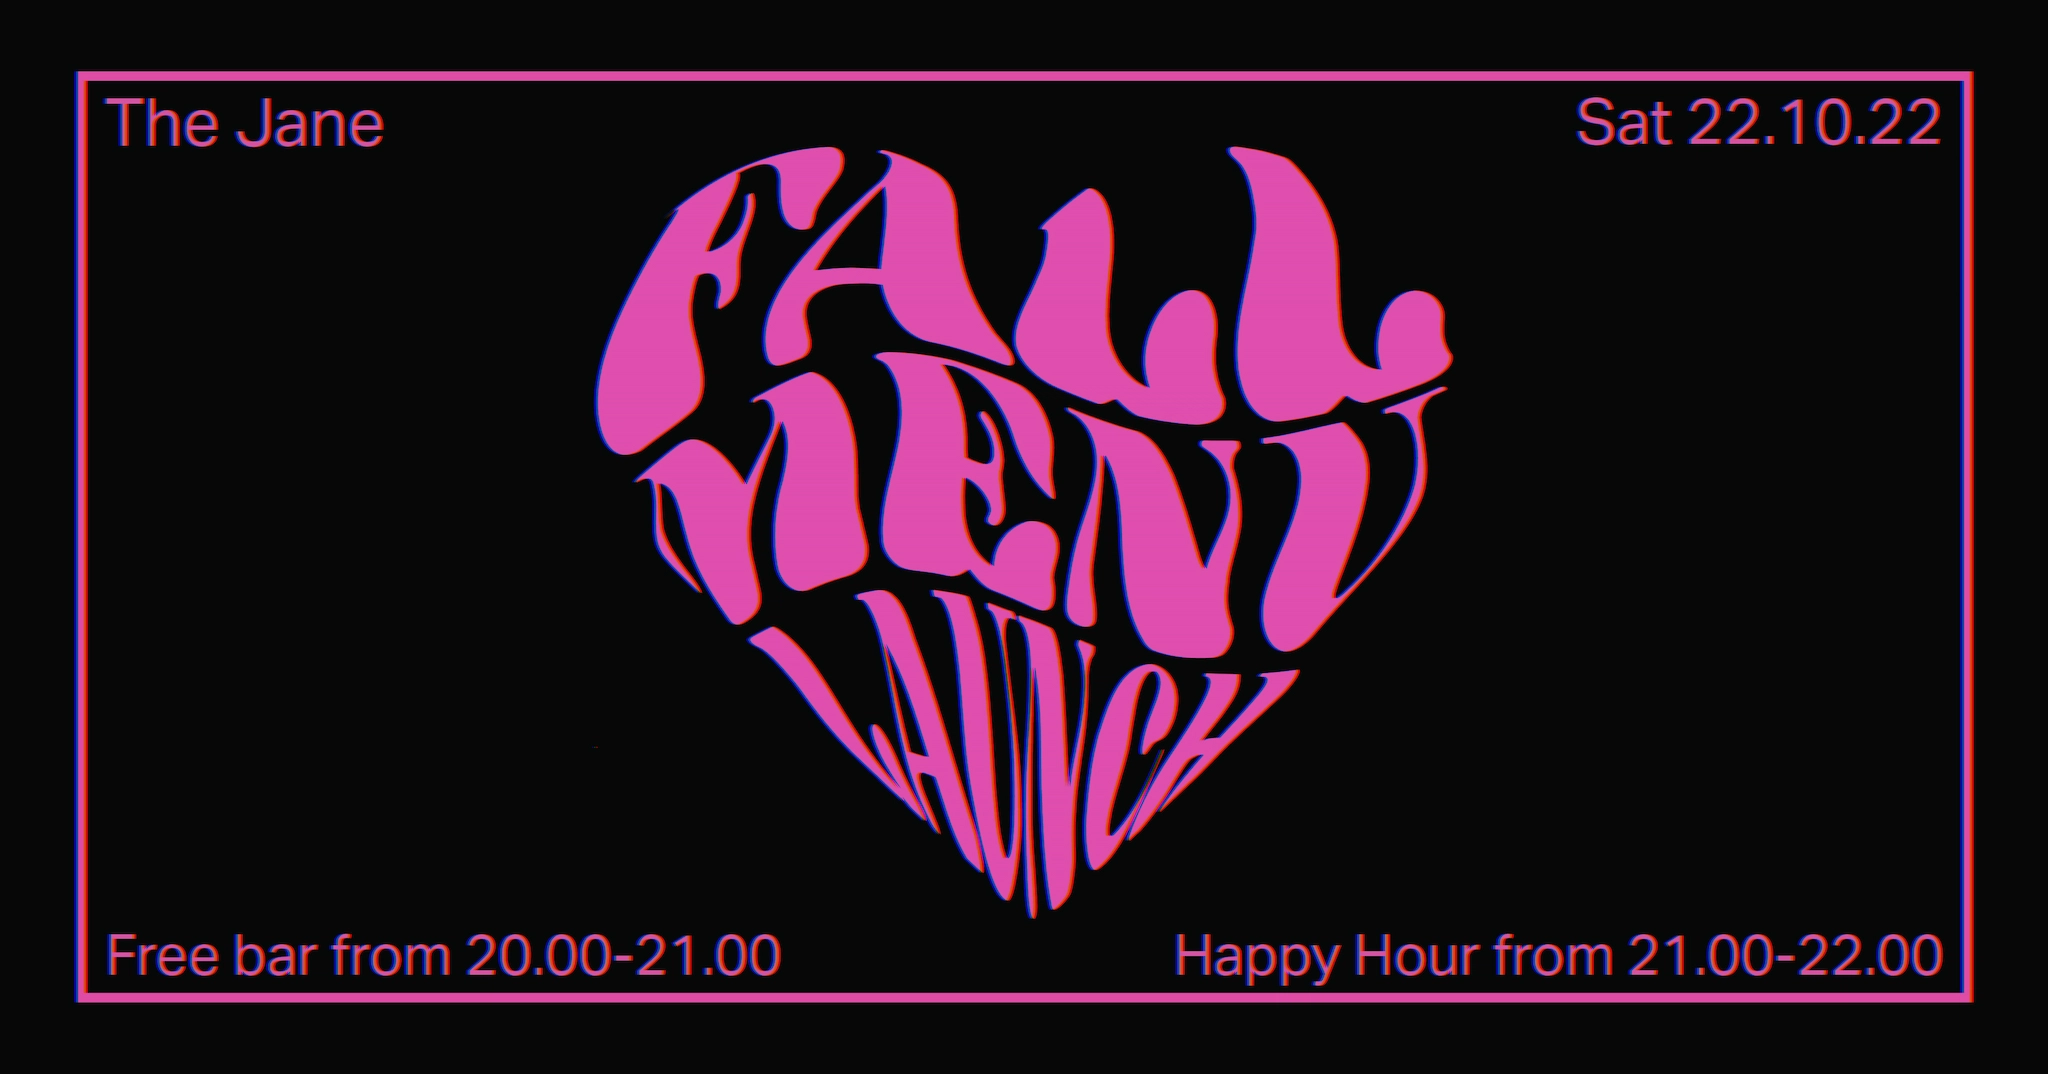 The Jane
Sat 22.10.22
FALL
MENU
LAUNCH
Free bar from 20.00-21.00
Happy Hour from 21.00-22.00